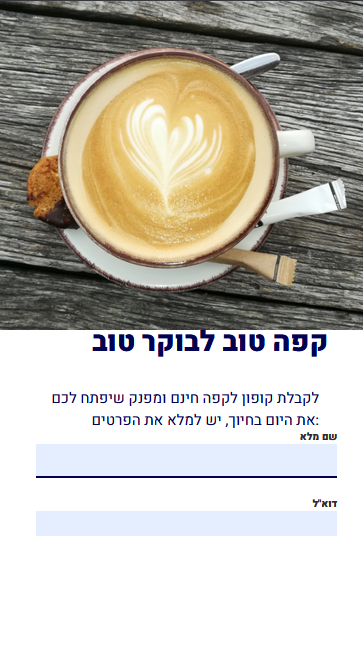 קפה טוב לבוקר טוב
לקבלת קופון לקפה חינם ומפנק שיפתח לכם
את היום בחיוך, יש למלא את הפרטים:
שם מלא
דוא"ל